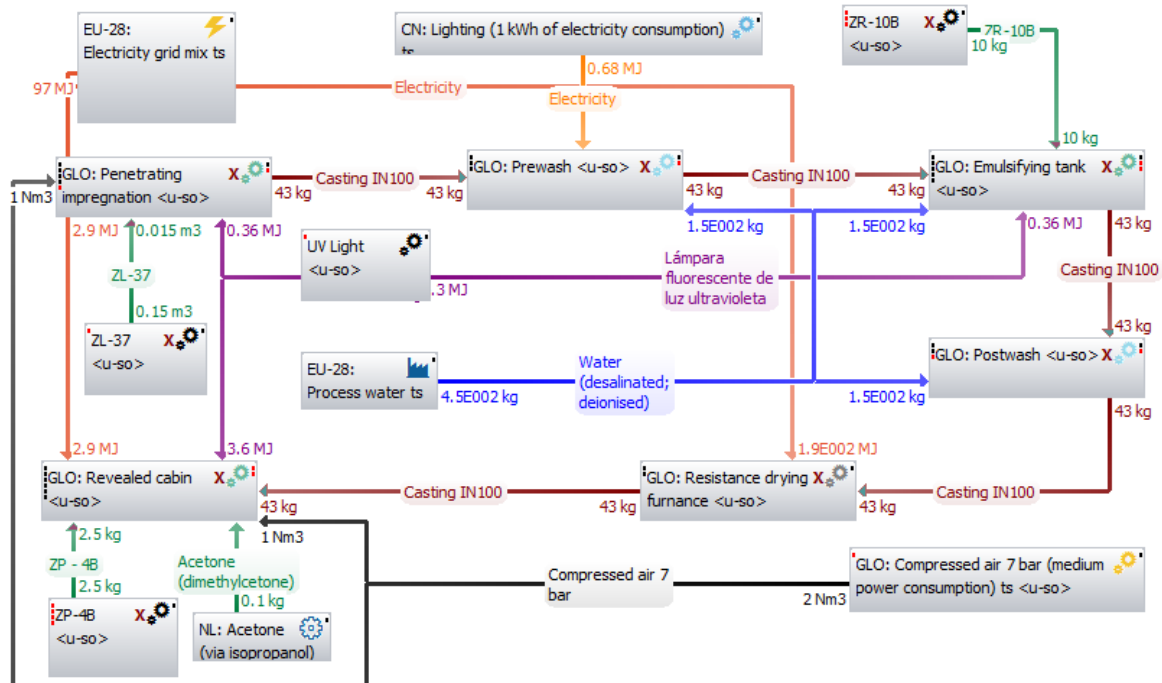 EU-28:
Electricity grid mix ts
CN: Lighting (1 kWh of electricity consumption)
ts
ZR-10B
<u-so>
ZR-10B
10 kg
97 MJ
Electricity
0.68 MJ
Electricity
10 kg
GLO: Penetrating
impregnation <u-so>
Casting IN100
43 kg
43 kg
GLO: Prewash <u-so>
Casting IN100
43 kg
43 kg
GLO: Emulsifying tank
<u-so>
1 Nm3
2.9 MJ
0.015 m3
0.36 MJ
1.5E002 kg
1.5E002 kg
0.36 MJ
43 kg
UV Light
<u-so>
.3 MJ
Lámpara
fluorescente de
luz ultravioleta
ZL-37
Casting IN100
0.15 m3
ZL-37
<u-so>
43 kg
GLO: Postwash <u-so>
EU-28:
Process water ts
4.5E002 kg
Water
(desalinated;
deionised)
1.5E002 kg
43 kg
2.9 MJ
3.6 MJ
1.9E002 MJ
GLO: Revealed cabin
<u-so>
43 kg
Casting IN100
43 kg
GLO: Resistance drying
furnance <u-so>
43 kg
Casting IN100
1 Nm3
2.5 kg
ZP - 4B
2.5 kg
Acetone
(dimethylcetone)
0.1 kg
Compressed air 7
bar
2 Nm3
GLO: Compressed air 7 bar (medium
power consumption) ts <u-so>
ZP-4B
<u-so>
NL: Acetone
(via isopropanol)